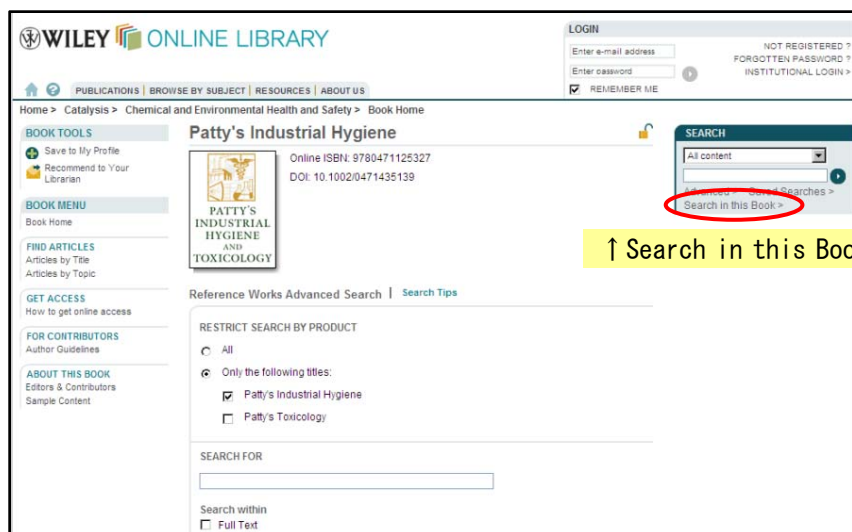 WILEY ONLINE LIBRARY
LOGIN
Enter e-mail address
Enter password
REMEMBER ME
NOT REGISTERED ?
FORGOTTEN PASSWORD ?
INSTITUTIONAL LOGIN >
PUBLICATIONS | BROWSE BY SUBJECT | RESOURCES | ABOUT US
Home > Catalysis > Chemical and Environmental Health and Safety > Book Home
BOOK TOOLS
Save to My Profile
Recommend to Your
Librarian
BOOK MENU
Book Home
FIND ARTICLES
Articles by Title
Articles by Topic
GET ACCESS
How to get online access
FOR CONTRIBUTORS
Author Guidelines
ABOUT THIS BOOK
Editors & Contributors
Sample Content
Patty's Industrial Hygiene
PATTY'S
INDUSTRIAL
HYGIENE
AND
TOXICOLOGY
Online ISBN: 9780471125327
DOI: 10.1002/0471435139
Reference Works Advanced Search | Search Tips
RESTRICT SEARCH BY PRODUCT
All
Only the following titles:
Patty's Industrial Hygiene
Patty's Toxicology
SEARCH FOR
Search within
Full Text
SEARCH
All content
Advanced > Saved Searches >
Search in this Book >
↑Search in this Boo